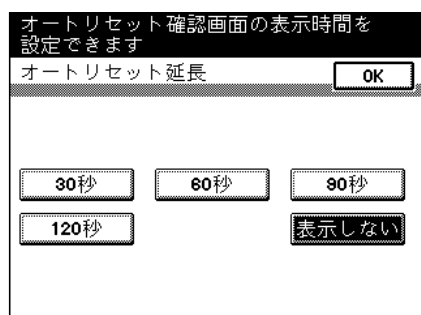 オートリセット確認画面の表示時間を
設定できます
オートリセット延長 OK
30秒 60秒 90秒
120秒 表示しない